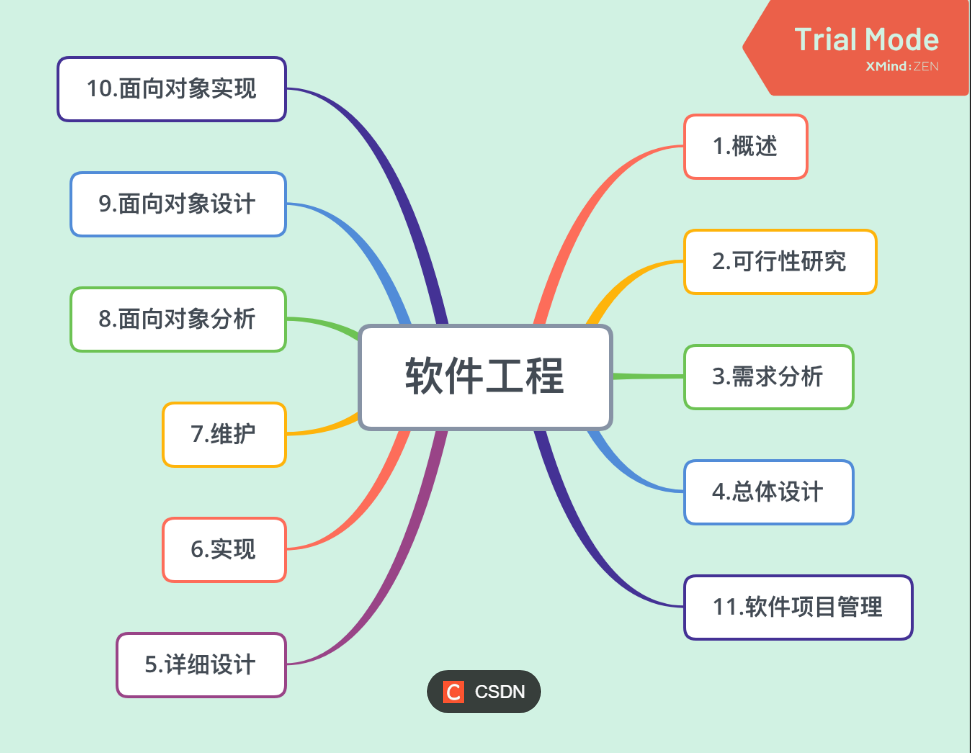 Trial Mode
XMind:ZEN
软件工程
1.概述
2.可行性研究
3.需求分析
4.总体设计
11.软件项目管理
10.面向对象实现
9.面向对象设计
8.面向对象分析
7.维护
6.实现
5.详细设计
C CSDN